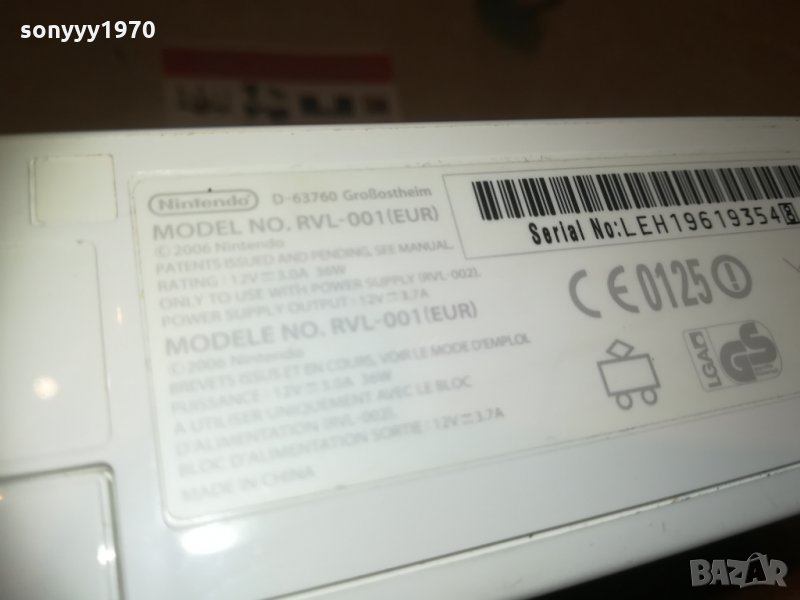 sonyyy1970
Nintendo D-63760 Großostheim
MODEL NO. RVL-001(EUR)
©2006 Nintendo
PATENTS ISSUED AND PENDING, SEE MANUAL.
RATING : 12V 3.0A 36W
ONLY TO USE WITH POWER SUPPLY (RVL-002).
POWER SUPPLY OUTPUT : 12V 3.7A
MODELE NO. RVL-001(EUR)
©2006 Nintendo
BREVETS ISSUS ET EN COURS, VOIR LE MODE D'EMPLOI.
PUISSANCE : 12V 3.0A 36W
A UTILISER UNIQUEMENT AVEC LE BLOC
D'ALIMENTATION (RVL-002).
BLOC D'ALIMENTATION SORTIE : 12V 3.7A
MADE IN CHINA
Serial No:LEH196193548
CE0125
LGAD
GS
BAZAR